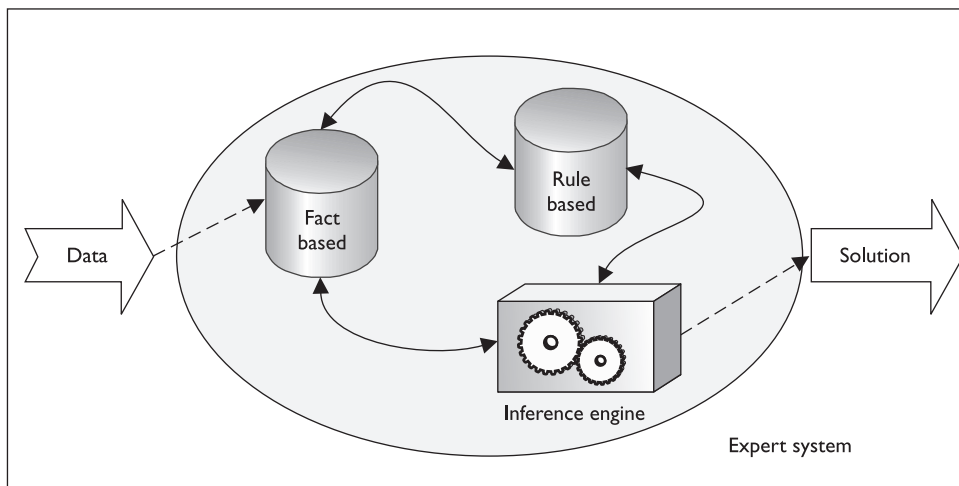 Data
Fact
based
Rule
based
Inference engine
Solution
Expert system